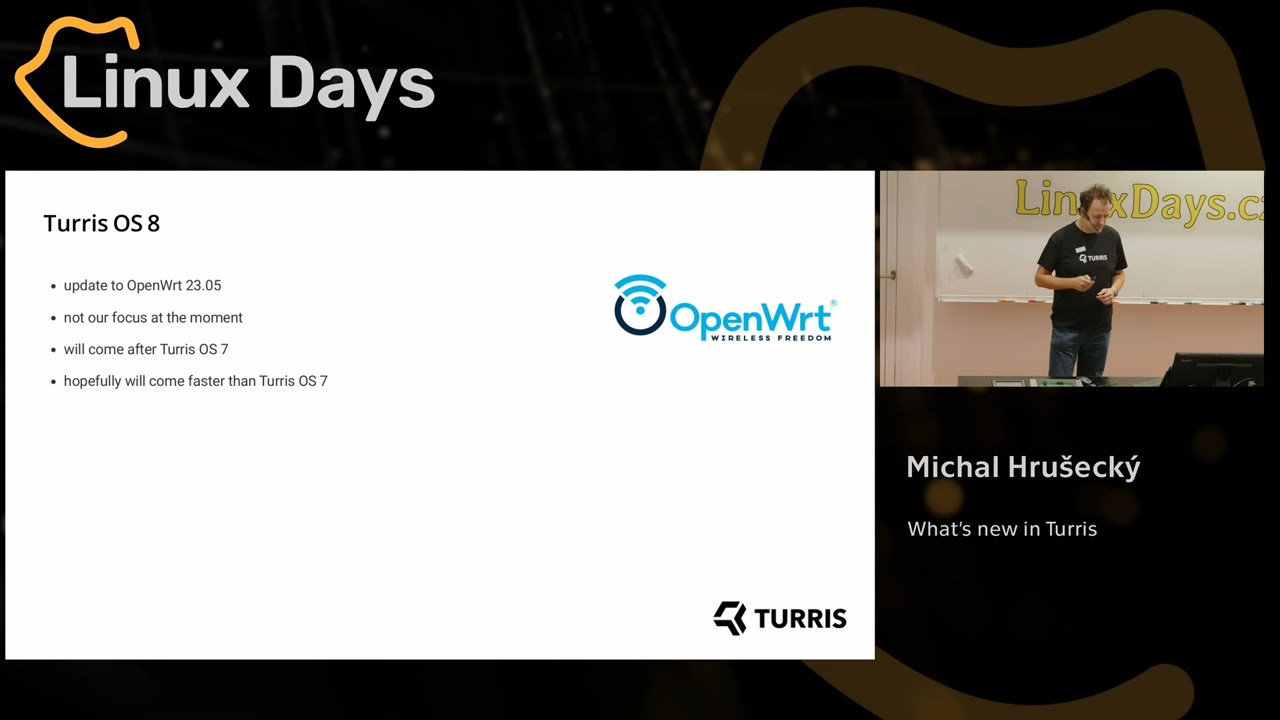 Linux Days
Turris OS 8
update to OpenWrt 23.05
not our focus at the moment
will come after Turris OS 7
hopefully will come faster than Turris OS 7
OpenWrt®
WIRELESS FREEDOM
TURRIS
LinuxDays.cz
TURRIS
Michal Hrušecký
What's new in Turris